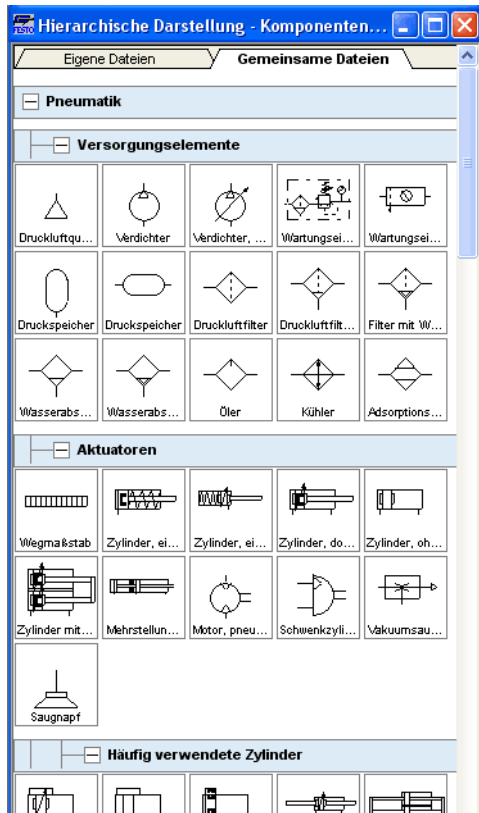 FESTO Hierarchische Darstellung - Komponenten...
Eigene Dateien Gemeinsame Dateien
Pneumatik
Versorgungselemente
Druckluftqu... Verdichter Verdichter, ... Wartungsei... Wartungsei...
Druckspeicher Druckspeicher Druckluftfilter Druckluftfilt... Filter mit W...
Wasserabs... Wasserabs... Öler Kühler Adsorptions...
Aktuatoren
Wegmaßstab Zylinder, ei... Zylinder, ei... Zylinder, do... Zylinder, oh...
Zylinder mit... Mehrstellun... Motor, pneu... Schwenkzyli... Vakuumsau...
Saugnapf
Häufig verwendete Zylinder